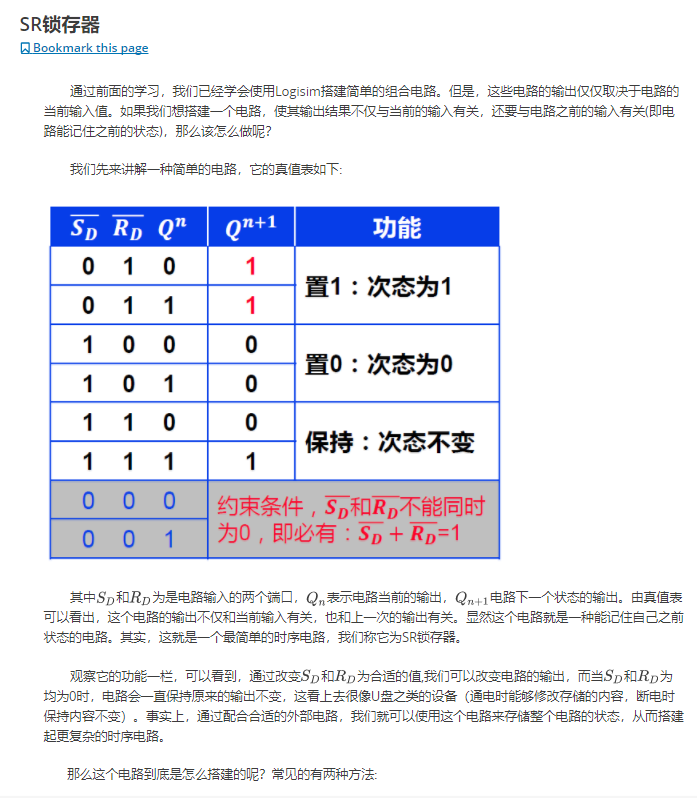 SR锁存器
Bookmark this page
通过前面的学习，我们已经学会使用Logisim搭建简单的组合电路。但是，这些电路的输出仅仅取决于电路的
当前输入值。如果我们想搭建一个电路，使其输出结果不仅与当前的输入有关，还要与电路之前的输入有关(即电
路能记住之前的状态)，那么该怎么做呢？
我们先来讲解一种简单的电路，它的真值表如下:
$\overline{S_D}$ $\overline{R_D}$ $Q^n$ $Q^{n+1}$ 功能
0 1 0 1 置1：次态为1
0 1 1 1
1 0 0 0 置0：次态为0
1 0 1 0
1 1 0 0 保持：次态不变
1 1 1 1
0 0 0 约束条件，$\overline{S_D}$和$\overline{R_D}$不能同时
0 0 1 为0，即必有：$\overline{S_D}+\overline{R_D}$=1
其中$S_D$和$R_D$为是电路输入的两个端口，$Q_n$表示电路当前的输出，$Q_{n+1}$电路下一个状态的输出。由真值表
可以看出，这个电路的输出不仅和当前输入有关，也和上一次的输出有关。显然这个电路就是一种能记住自己之前
状态的电路。其实，这就是一个最简单的时序电路，我们称它为SR锁存器。
观察它的功能一栏，可以看到，通过改变$S_D$和$R_D$为合适的值,我们可以改变电路的输出，而当$S_D$和$R_D$为
均为0时，电路会一直保持原来的输出不变，这看上去很像U盘之类的设备（通电时能够修改存储的内容，断电时
保持内容不变）。事实上，通过配合合适的外部电路，我们就可以使用这个电路来存储整个电路的状态，从而搭建
起更复杂的时序电路。
那么这个电路到底是怎么搭建的呢？常见的有两种方法: